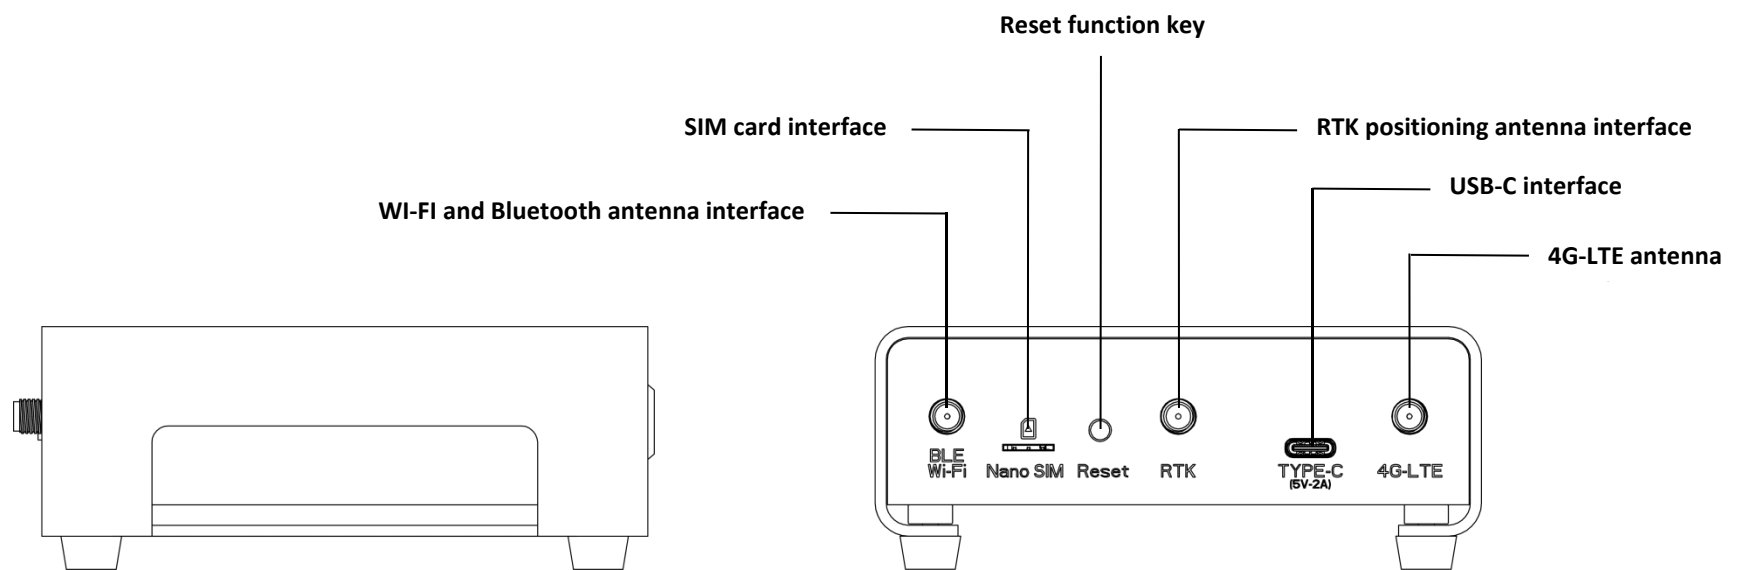 Reset function key
SIM card interface
RTK positioning antenna interface
USB-C interface
WI-FI and Bluetooth antenna interface
4G-LTE antenna
BLE
Wi-Fi
Nano SIM
Reset
RTK
TYPE-C
(5V-2A)
4G-LTE